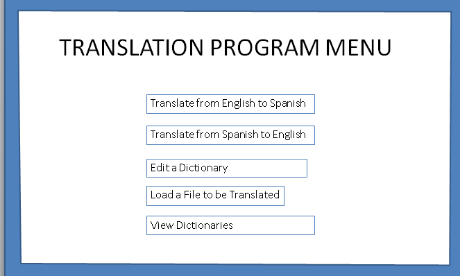 TRANSLATION PROGRAM MENU
Translate from English to Spanish
Translate from Spanish to English
Edit a Dictionary
Load a File to be Translated
View Dictionaries